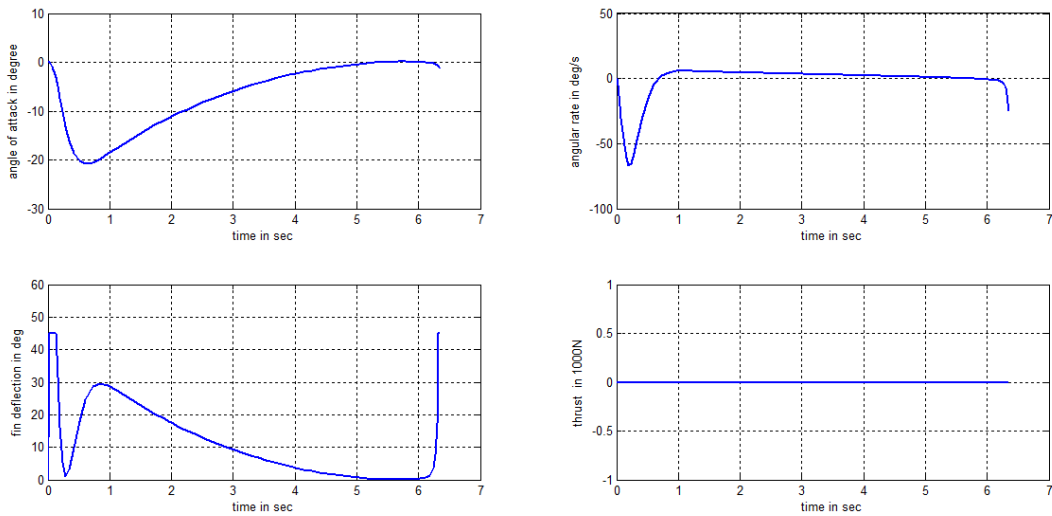 10
0
-10
-20
-30
angle of attack in degree
0 1 2 3 4 5 6 7
time in sec
50
0
-50
-100
angular rate in deg/s
0 1 2 3 4 5 6 7
time in sec
60
50
40
30
20
10
0
fin deflection in deg
0 1 2 3 4 5 6 7
time in sec
1
0.5
0
-0.5
-1
thrust in 1000N
0 1 2 3 4 5 6 7
time in sec